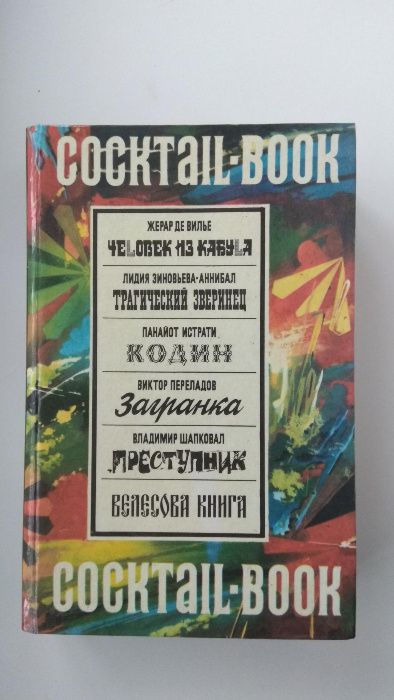 COCKTAIL-BOOK
ЖЕРАР ДЕ ВИЛЬЕ
ЧЕЛОВЕК ИЗ КАБУЛА
ЛИДИЯ ЗИНОВЬЕВА-АННИБАЛ
ТРАГИЧЕСКИЙ ЗВЕРИНЕЦ
ПАНАЙОТ ИСТРАТИ
КОДИН
ВИКТОР ПЕРЕЛАДОВ
Загранка
ВЛАДИМИР ШАПКОВАЛ
ПРЕСТУПНИК
ВЕЛЕСОВА КНИГА
COCKTAIL-BOOK